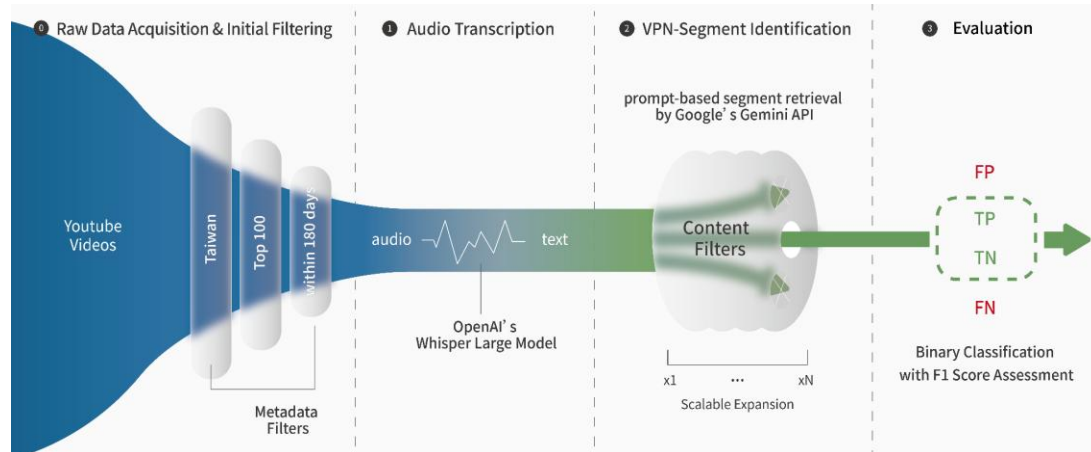 0 Raw Data Acquisition & Initial Filtering
1 Audio Transcription
2 VPN-Segment Identification
3 Evaluation
Youtube
Videos
Taiwan
Top 100
within 180 days
Metadata
Filters
audio
text
OpenAI's
Whisper Large Model
prompt-based segment retrieval
by Google's Gemini API
Content
Filters
x1 ... xN
Scalable Expansion
FP
TP
TN
FN
Binary Classification
with F1 Score Assessment